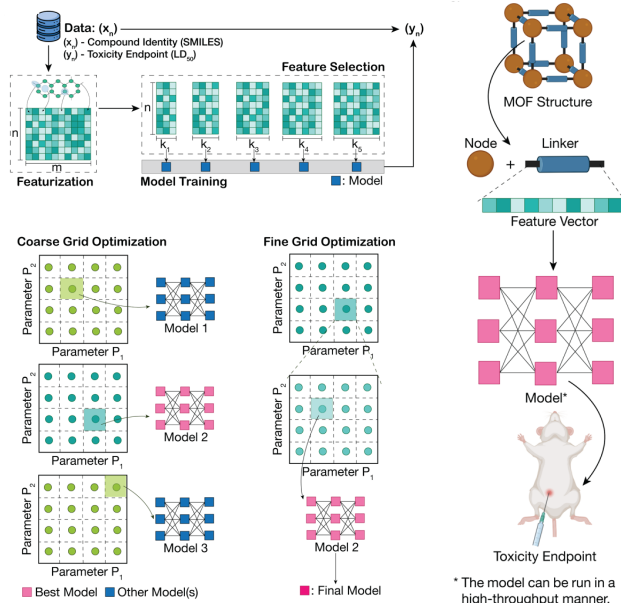 Data: (xn)
(xn) - Compound Identity (SMILES)
(yn) - Toxicity Endpoint (LD50)
(yn)
Feature Selection
n
m
Featurization
n
k1
k2
k3
k4
k5
Model Training
: Model
MOF Structure
Node
+
Linker
Feature Vector
Model*
Toxicity Endpoint
* The model can be run in a
high-throughput manner.
Coarse Grid Optimization
Parameter P2
Parameter P1
Model 1
Parameter P2
Parameter P1
Model 2
Parameter P2
Parameter P1
Model 3
Best Model
Other Model(s)
Fine Grid Optimization
Parameter P2
Parameter P1
Parameter P2
Model 2
: Final Model